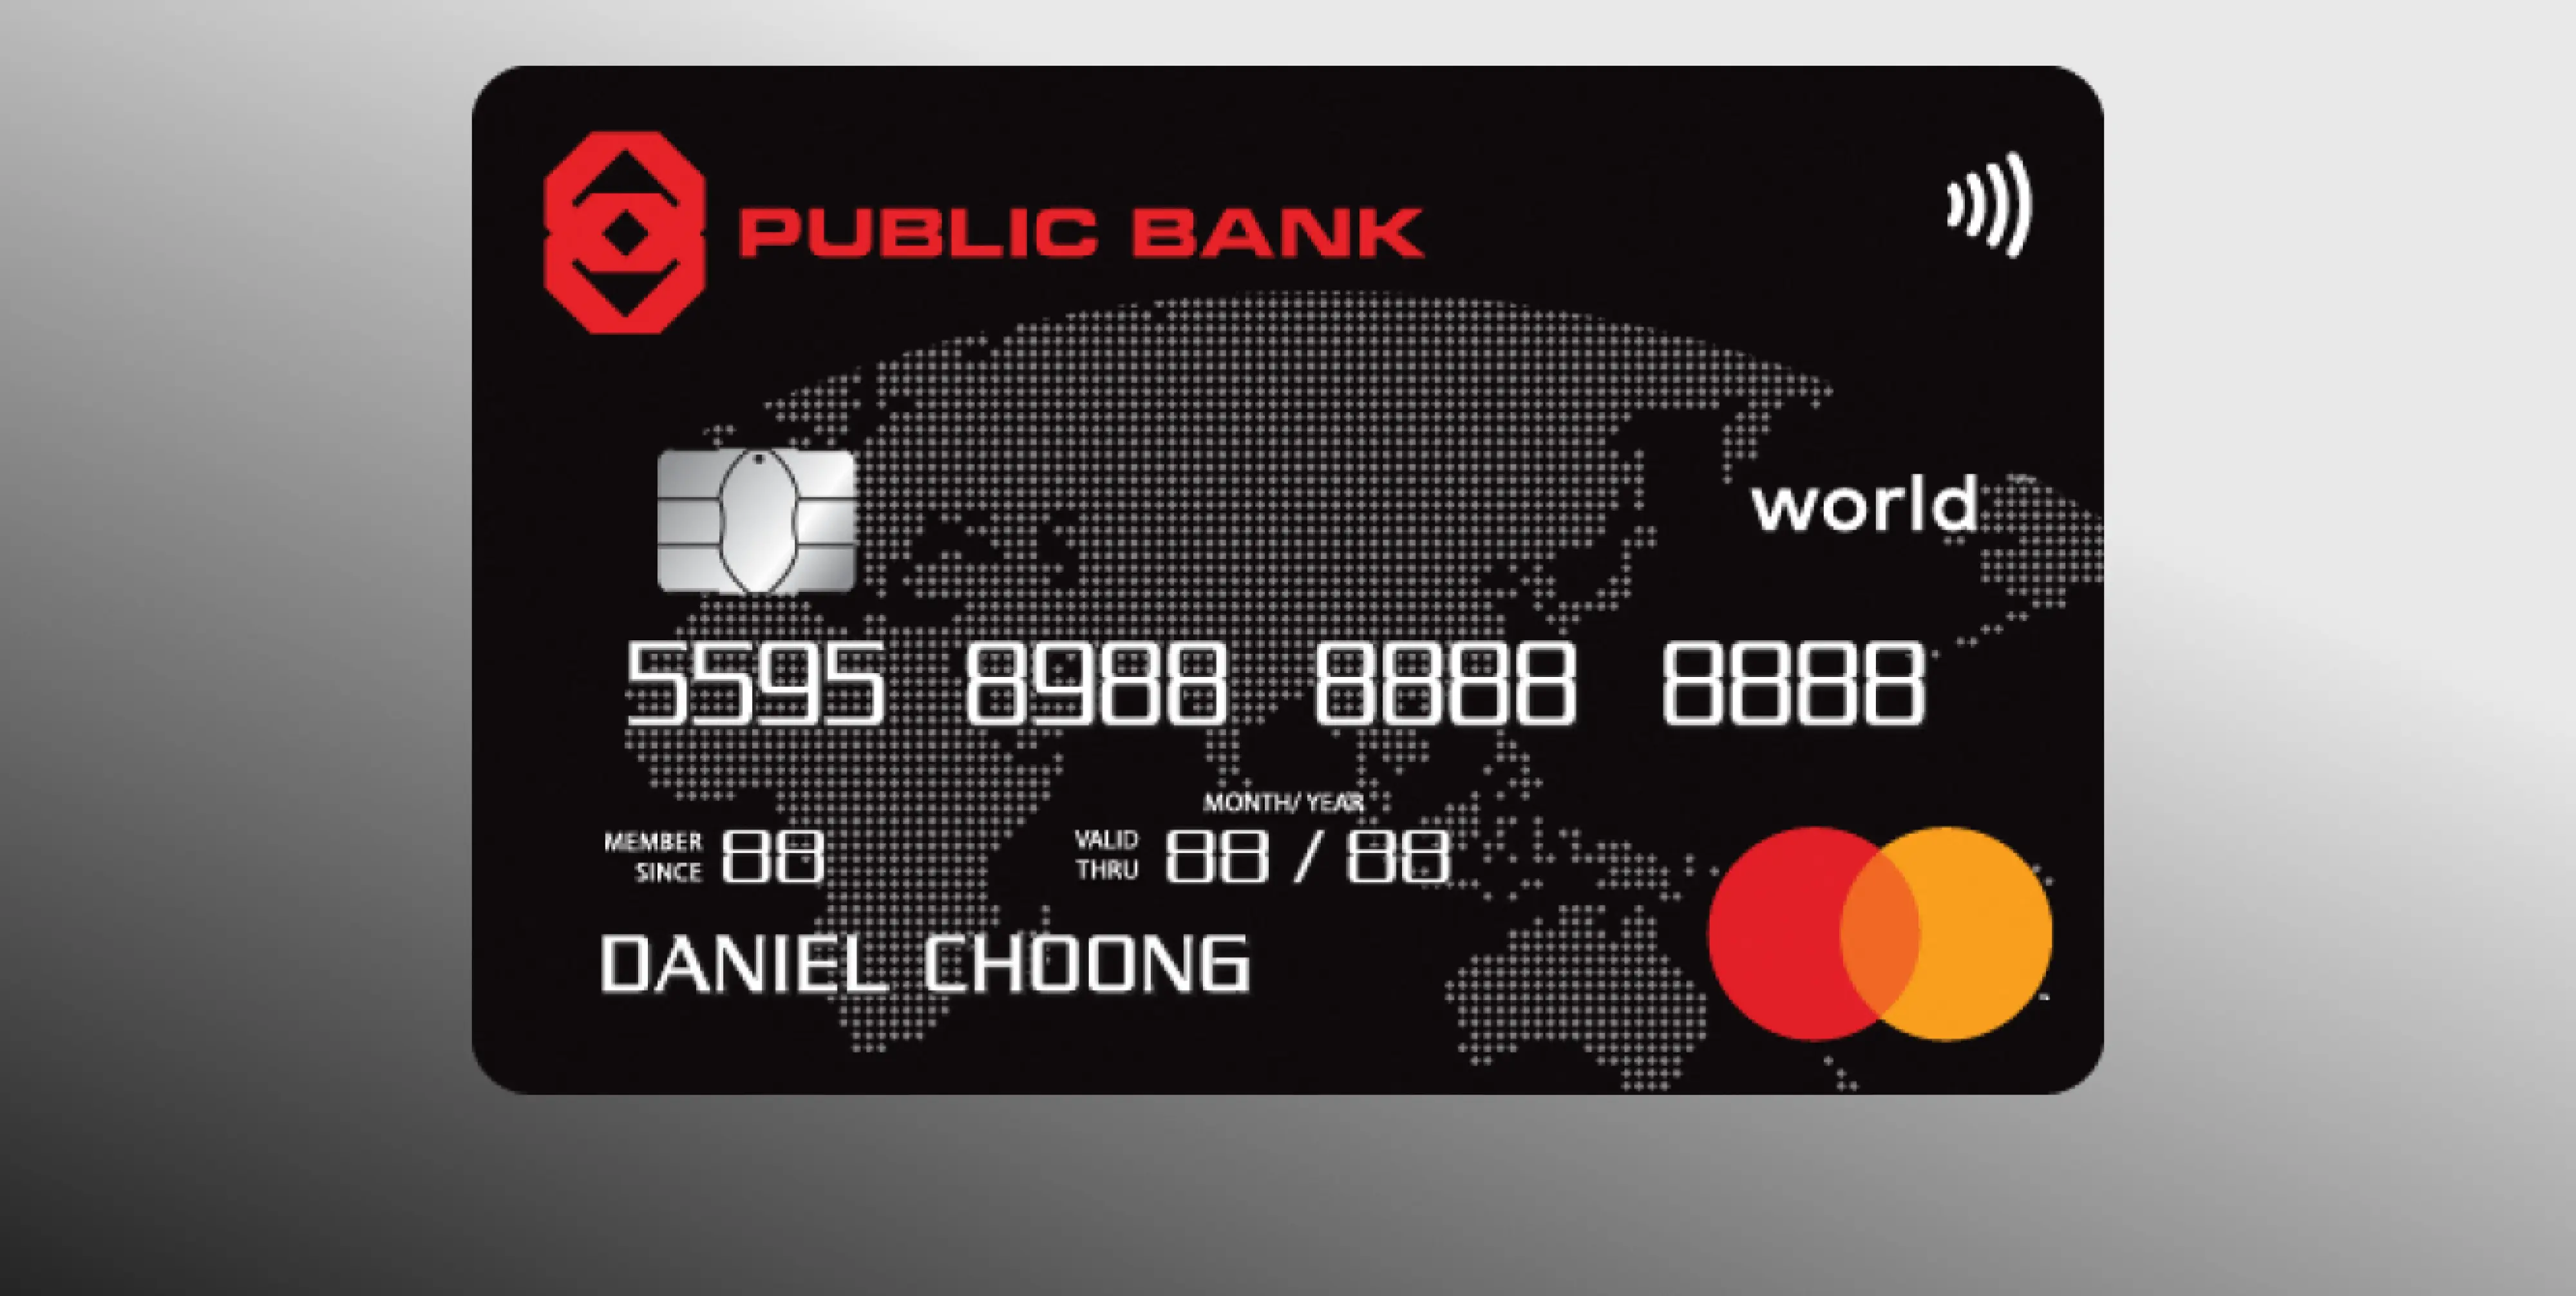 PUBLIC BANK
world
5595 8988 8888 8888
MONTH/ YEAR
MEMBER SINCE 88 VALID THRU 88 / 88
DANIEL CHOONG